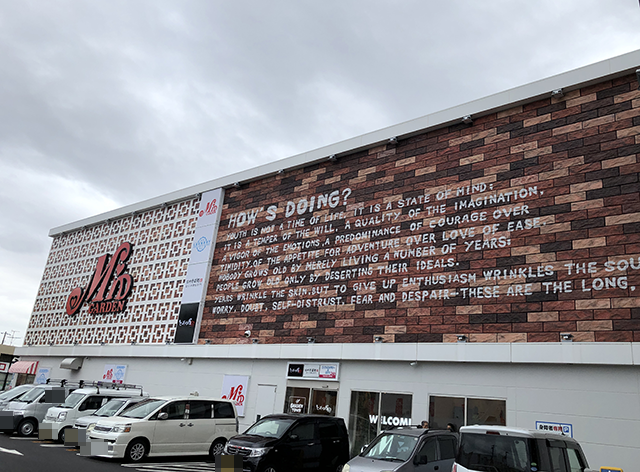 HOW'S DOING?
YOUTH IS NOT A TIME OF LIFE, IT IS A STATE OF MIND;
IT IS A TEMPER OF THE WILL, A QUALITY OF THE IMAGINATION,
A VIGOR OF THE EMOTIONS, A PREDOMINANCE OF COURAGE OVER
TIMIDITY OF THE APPETITE FOR ADVENTURE OVER LOVE OF EASE.
NOBODY GROWS OLD BY MERELY LIVING A NUMBER OF YEARS;
PEOPLE GROW OLD ONLY BY DESERTING THEIR IDEALS.
YEARS WRINKLE THE SKIN,BUT TO GIVE UP ENTHUSIASM WRINKLES THE SOU
WORRY, DOUBT, SELF-DISTRUST, FEAR AND DESPAIR—THESE ARE THE LONG,
MiD
GARDEN
MiD
MiD
WELCOM